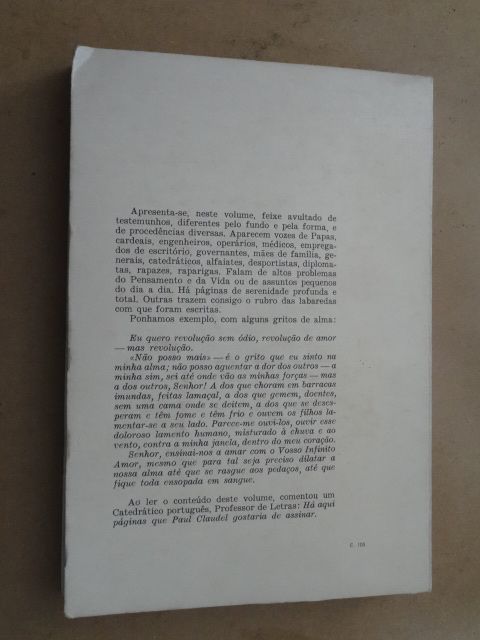 Apresenta-se, neste volume, feixe avultado de
testemunhos, diferentes pelo fundo e pela forma, e
de procedências diversas. Aparecem vozes de Papas,
cardeais, engenheiros, operários, médicos, emprega-
dos de escritório, governantes, mães de família, ge-
nerais, catedráticos, alfaiates, desportistas, diploma-
tas, rapazes, raparigas. Falam de altos problemas
do Pensamento e da Vida ou de assuntos pequenos
do dia a dia. Há páginas de serenidade profunda e
total. Outras trazem consigo o rubro das labaredas
com que foram escritas.
Ponhamos exemplo, com alguns gritos de alma:
Eu quero revolução sem ódio, revolução de amor
— mas revolução.
«Não posso mais» — é o grito que eu sinto na
minha alma; não posso aguentar a dor dos outros — a
minha sim, sei até onde vão as minhas forças — mas
a dos outros, Senhor! A dos que choram em barracas
imundas, feitas lamaçal, a dos que gemem, doentes,
sem uma cama onde se deitem, a dos que se deses-
peram e têm fome e têm frio e ouvem os filhos la-
mentar-se a seu lado. Parece-me ouvi-los, ouvir esse
doloroso lamento humano, misturado à chuva e ao
vento, contra a minha janela, dentro do meu coração.
Senhor, ensinai-nos a amar com o Vosso Infinito
Amor, mesmo que para tal seja preciso dilatar a
nossa alma até que se rasgue aos pedaços, até que
fique toda ensopada em sangue.
Ao ler o conteúdo deste volume, comentou um
Catedrático português, Professor de Letras: Há aqui
páginas que Paul Claudel gostaria de assinar.